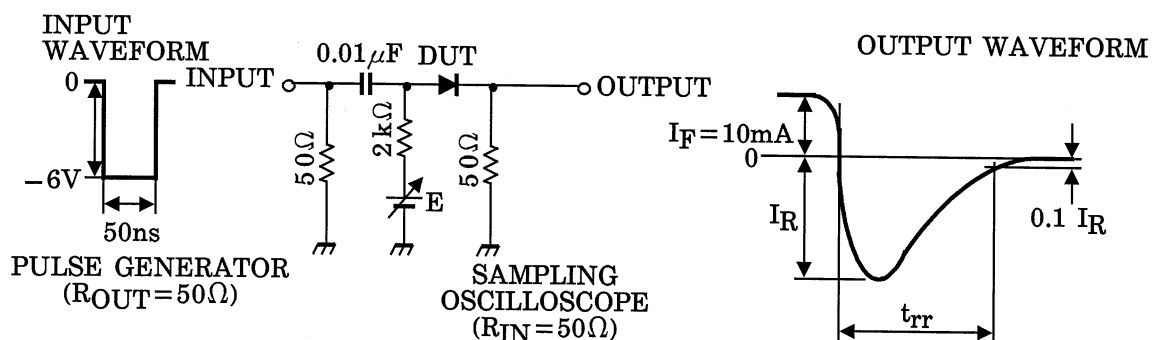 INPUT
WAVEFORM
0
−6V
50ns
PULSE GENERATOR
(ROUT=50Ω)
INPUT
0.01μF
DUT
OUTPUT
50Ω
2kΩ
E
50Ω
SAMPLING
OSCILLOSCOPE
(RIN=50Ω)
OUTPUT WAVEFORM
IF=10mA
0
IR
0.1 IR
trr